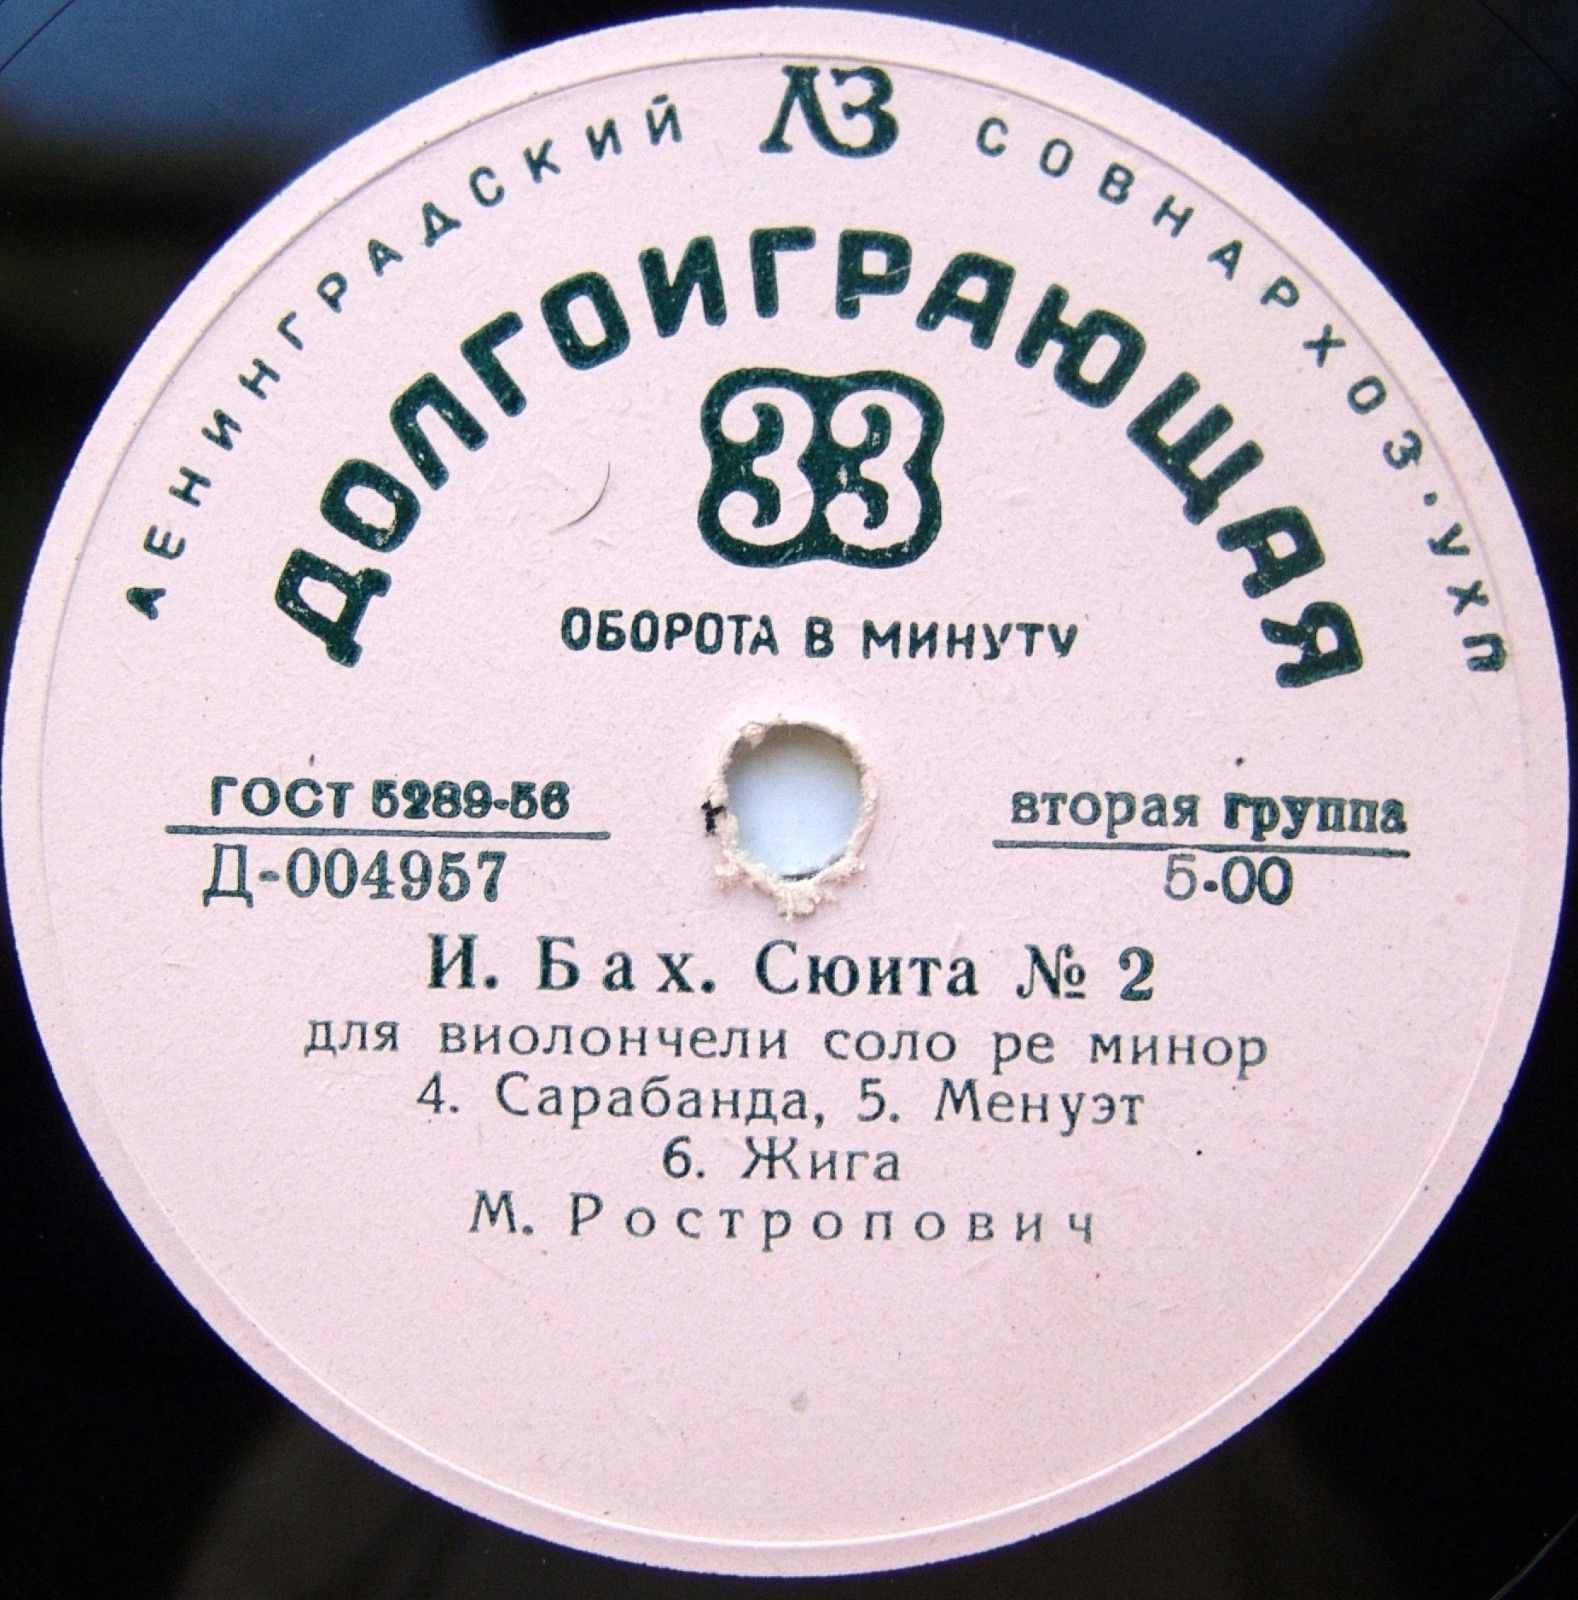 ЛЕНИНГРАДСКИЙ ЛЗ СОВНАРХОЗ·УХП
ДОЛГОИГРАЮЩАЯ
33
ОБОРОТА В МИНУТУ
ГОСТ 5289-56 вторая группа
Д-004957 5-00
И. Бах. Сюита № 2
для виолончели соло ре минор
4. Сарабанда, 5. Менуэт
6. Жига
М. Ростропович